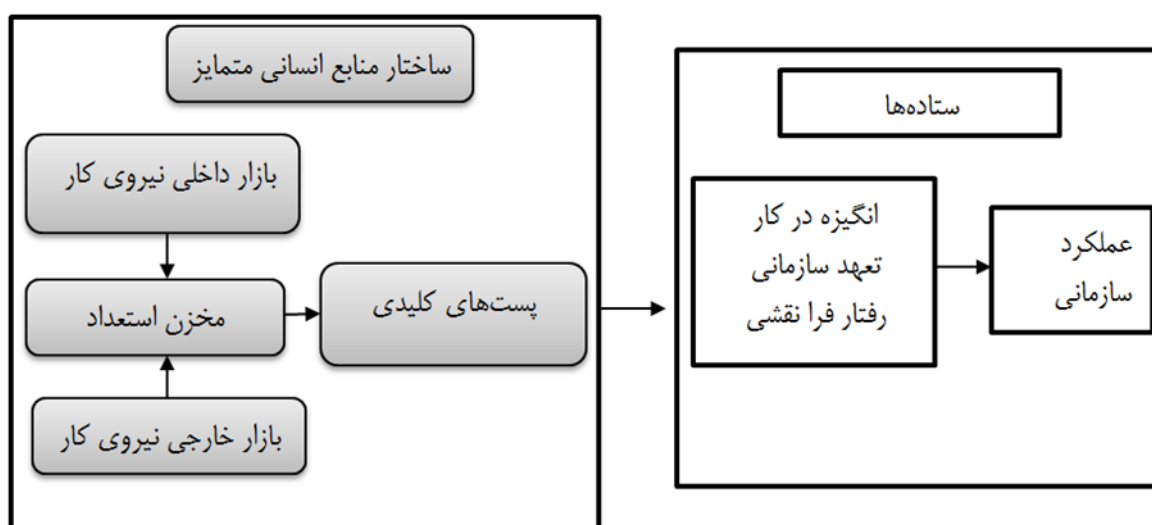 ساختار منابع انسانی متمایز
بازار داخلی نیروی کار
مخزن استعداد
بازار خارجی نیروی کار
پست‌های کلیدی
ستاده‌ها
انگیزه در کار
تعهد سازمانی
رفتار فرا نقشی
عملکرد
سازمانی